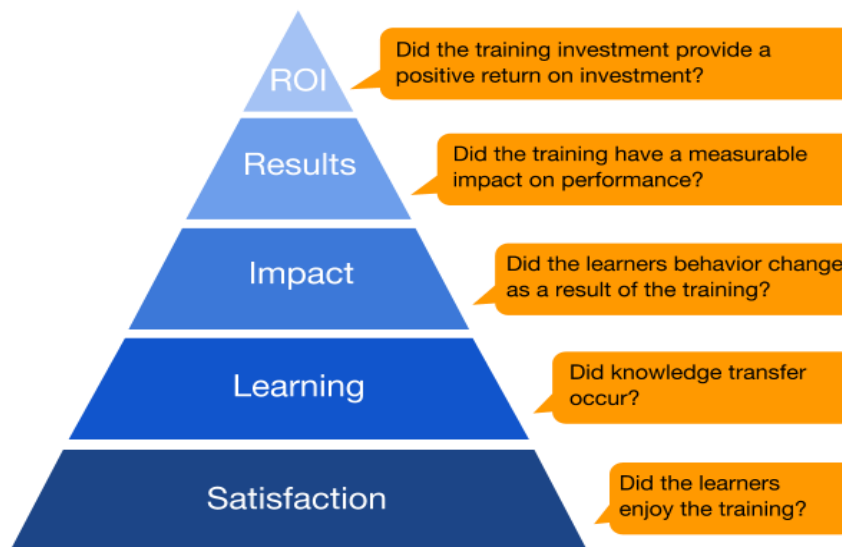 ROI
Did the training investment provide a
positive return on investment?
Results
Did the training have a measurable
impact on performance?
Impact
Did the learners behavior change
as a result of the training?
Learning
Did knowledge transfer
occur?
Satisfaction
Did the learners
enjoy the training?